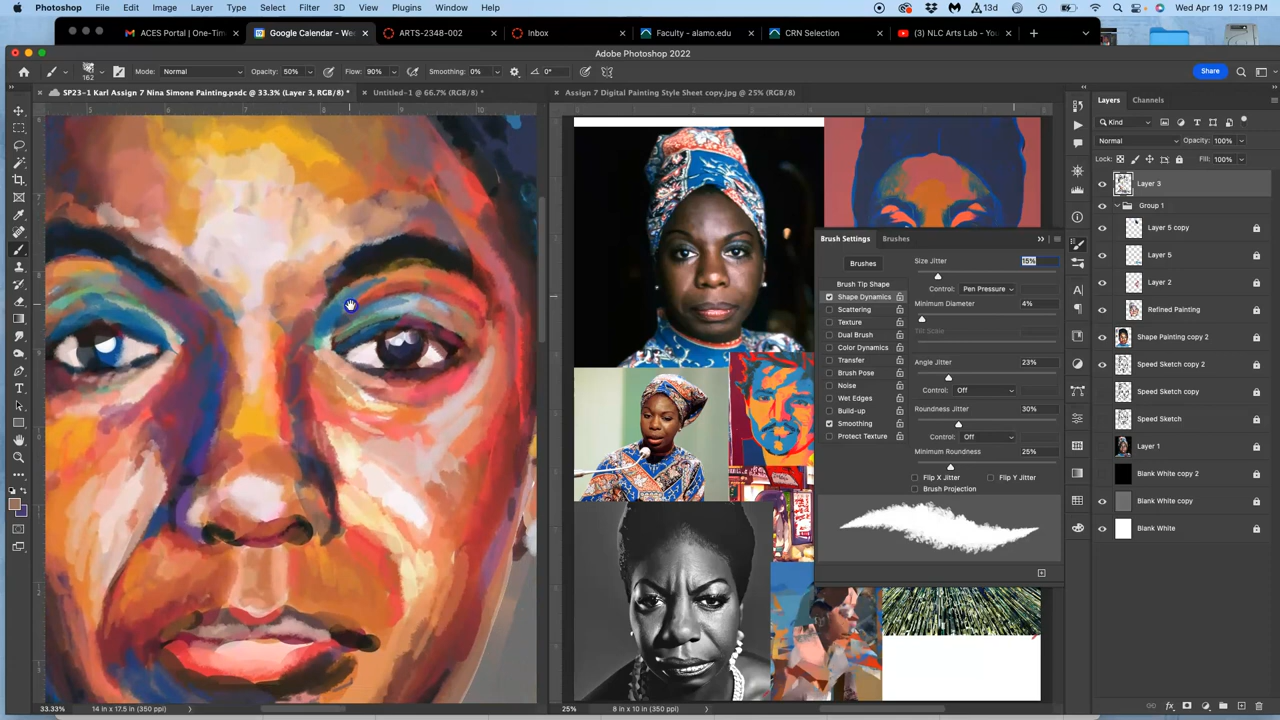 Photoshop File Edit Image Layer Type Select Filter 3D View Plugins Window Help 13d Wed Apr 19 12:19 PM
ACES Portal | One-Tim Google Calendar - We ARTS-2348-002 Inbox Faculty - alamo.edu CRN Selection (3) NLC Arts Lab - You
Adobe Photoshop 2022
162 Mode: Normal Opacity: 50% Flow: 90% Smoothing: 0% 0° Share
SP23-1 Karl Assign 7 Nina Simone Painting.psdc @ 33.3% (Layer 3, RGB/8) * Untitled-1 @ 66.7% (RGB/8) * Assign 7 Digital Painting Style Sheet copy.jpg @ 25% (RGB/8)
Layers Channels
Kind
Normal Opacity: 100%
Lock: Fill: 100%
Layer 3
Group 1
Layer 5 copy
Layer 5
Layer 2
Refined Painting
Shape Painting copy 2
Speed Sketch copy 2
Speed Sketch copy
Speed Sketch
Layer 1
Blank White copy 2
Blank White copy
Blank White
Brush Settings Brushes
Brushes
Brush Tip Shape
Shape Dynamics
Scattering
Texture
Dual Brush
Color Dynamics
Transfer
Brush Pose
Noise
Wet Edges
Build-up
Smoothing
Protect Texture
Size Jitter 15%
Control: Pen Pressure
Minimum Diameter 4%
Tilt Scale
Angle Jitter 23%
Control: Off
Roundness Jitter 30%
Control: Off
Minimum Roundness 25%
Flip X Jitter Flip Y Jitter
Brush Projection
33.33% 14 in x 17.5 in (350 ppi) 25% 8 in x 10 in (350 ppi)